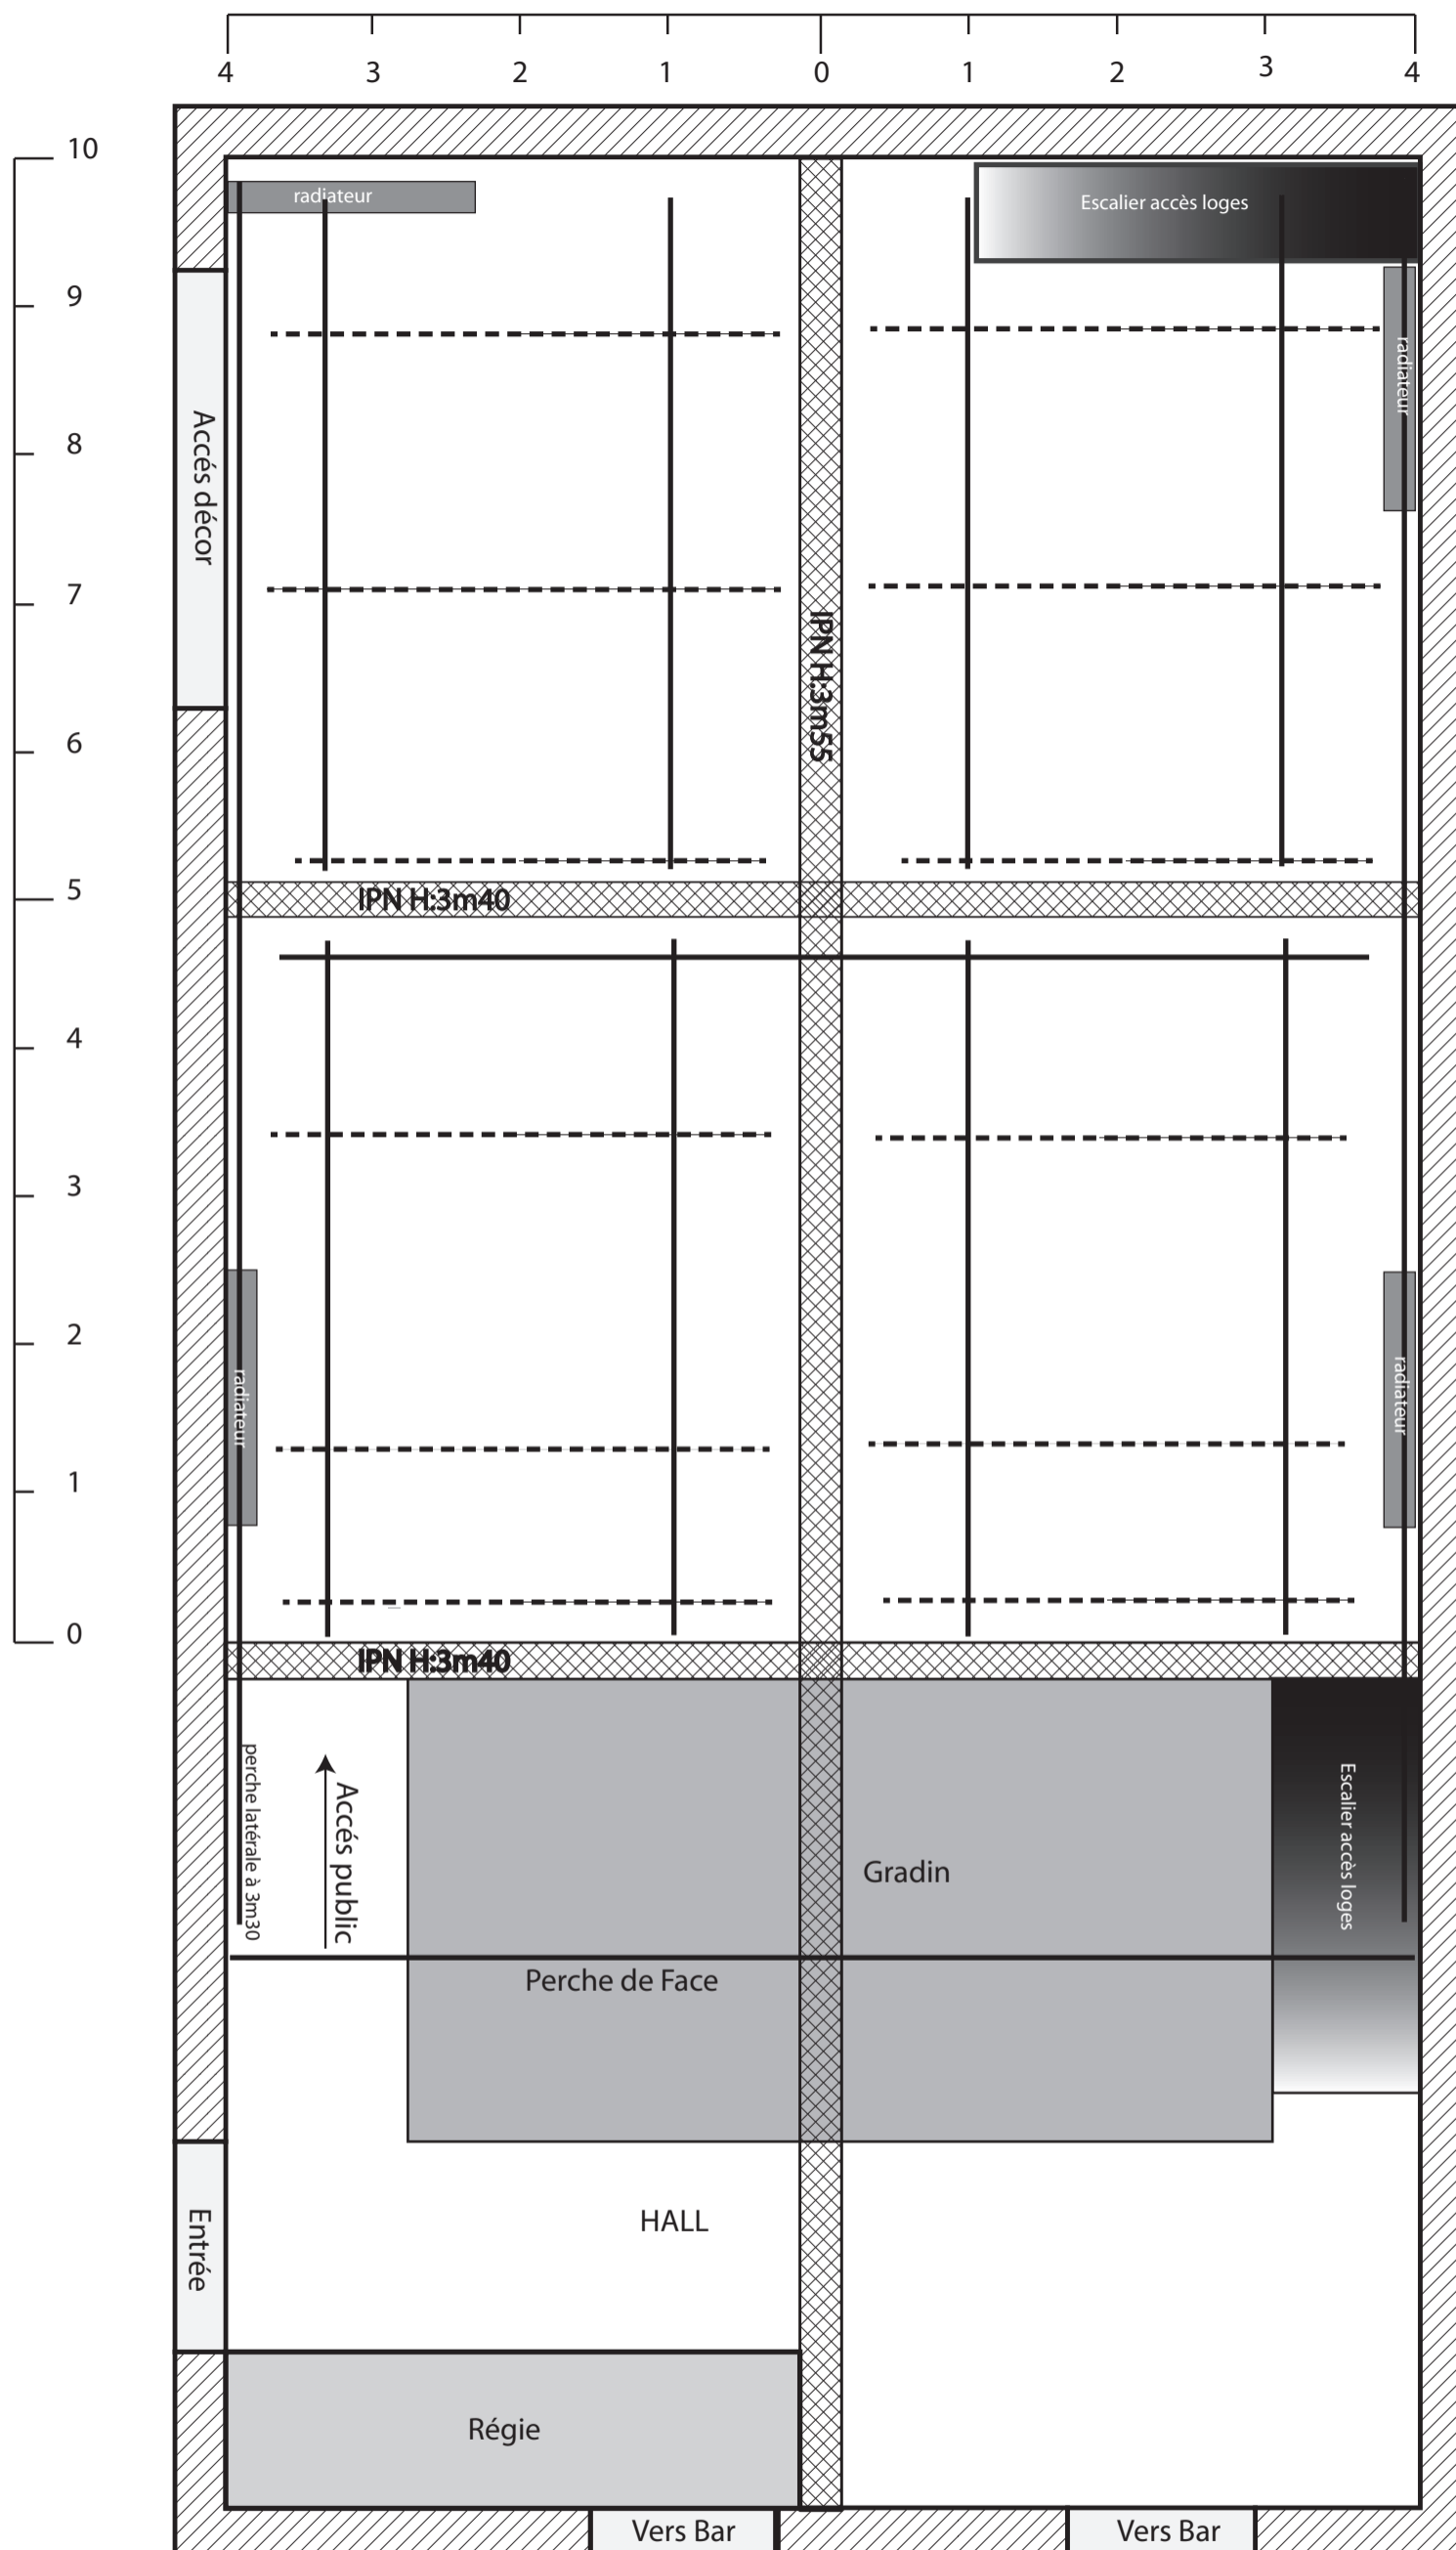 4 3 2 1 0 1 2 3 4
10
radiateur
Escalier accès loges
9
radiateur
Accés décor
8
7
IPN H:3m55
6
5
IPN H:3m40
4
3
2
radiateur
radiateur
1
0
IPN H:3m40
perche latérale à 3m30
Accés public
Escalier accès loges
Gradin
Perche de Face
Entrée
HALL
Régie
Vers Bar
Vers Bar